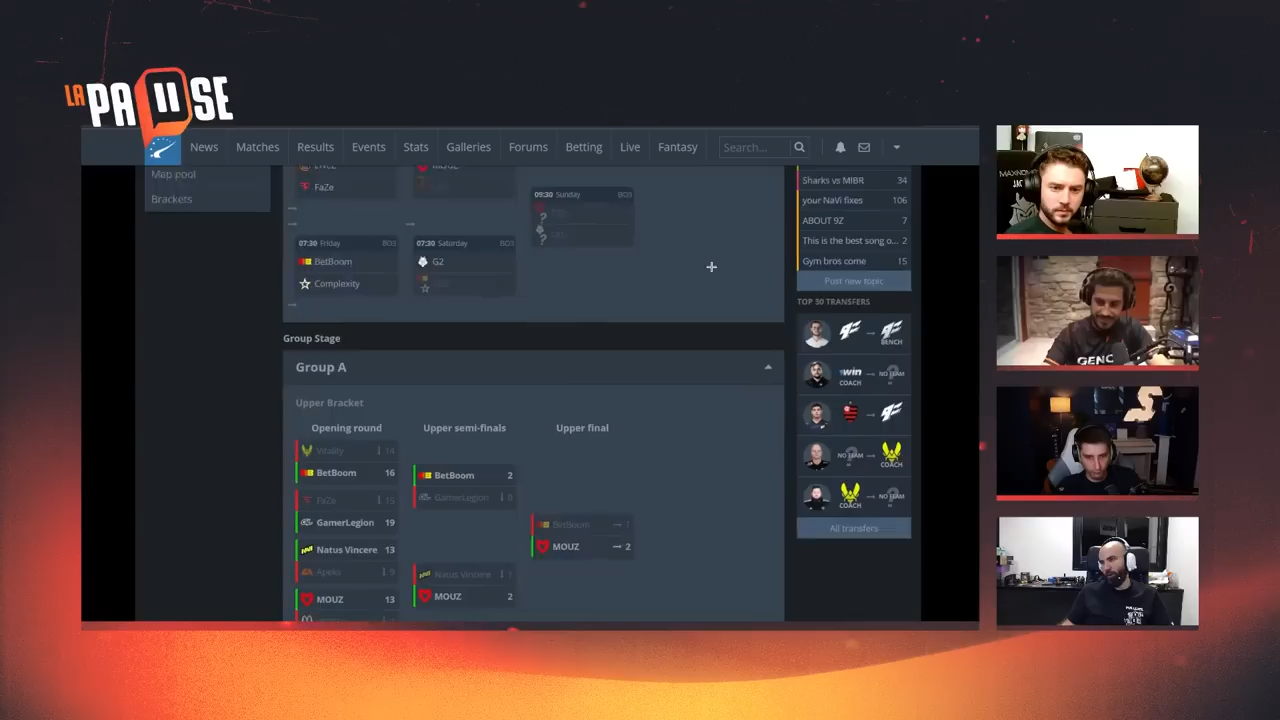 LA PAUSE
News Matches Results Events Stats Galleries Forums Betting Live Fantasy Search...
Map pool
Brackets
FaZe
09:30 Sunday BO3
?
?
07:30 Friday BO3
BetBoom
Complexity
07:30 Saturday BO3
G2
Group Stage
Group A
Upper Bracket
Opening round Upper semi-finals Upper final
Vitality 14
BetBoom 16
FaZe 15
GamerLegion 19
Natus Vincere 13
Apeks 9
MOUZ 13
BetBoom 2
GamerLegion 0
Natus Vincere 1
MOUZ 2
BetBoom 1
MOUZ 2
Sharks vs MIBR 34
your NaVi fixes 106
ABOUT 9Z 7
This is the best song o... 2
Gym bros come 15
Post new topic
TOP 30 TRANSFERS
BENCH
1win
COACH
NO TEAM
NO TEAM
COACH
COACH
NO TEAM
All transfers
MAXNOM
GENC